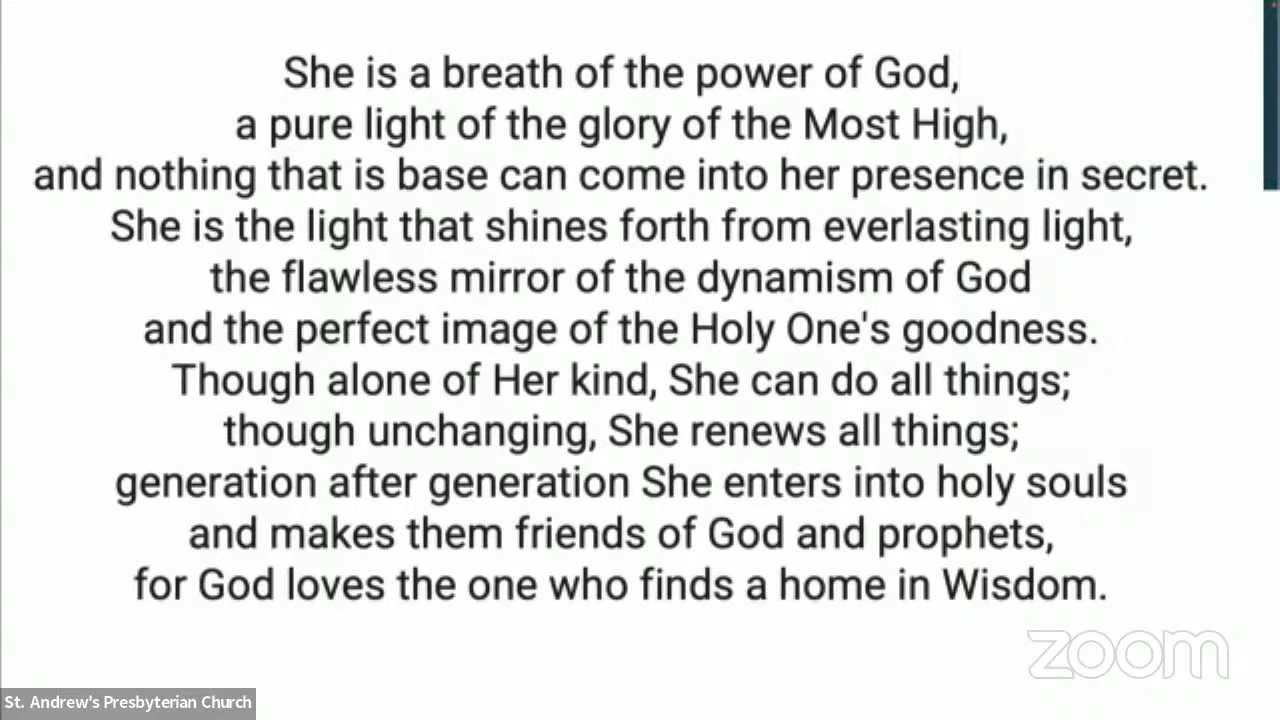 She is a breath of the power of God,
a pure light of the glory of the Most High,
and nothing that is base can come into her presence in secret.
She is the light that shines forth from everlasting light,
the flawless mirror of the dynamism of God
and the perfect image of the Holy One's goodness.
Though alone of Her kind, She can do all things;
though unchanging, She renews all things;
generation after generation She enters into holy souls
and makes them friends of God and prophets,
for God loves the one who finds a home in Wisdom.
zoom
St. Andrew's Presbyterian Church